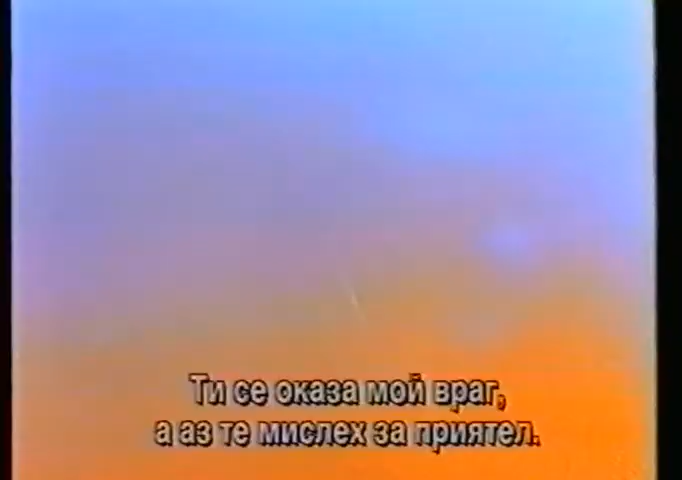 Ти се оказа мой враг,
а аз те мислех за приятел.